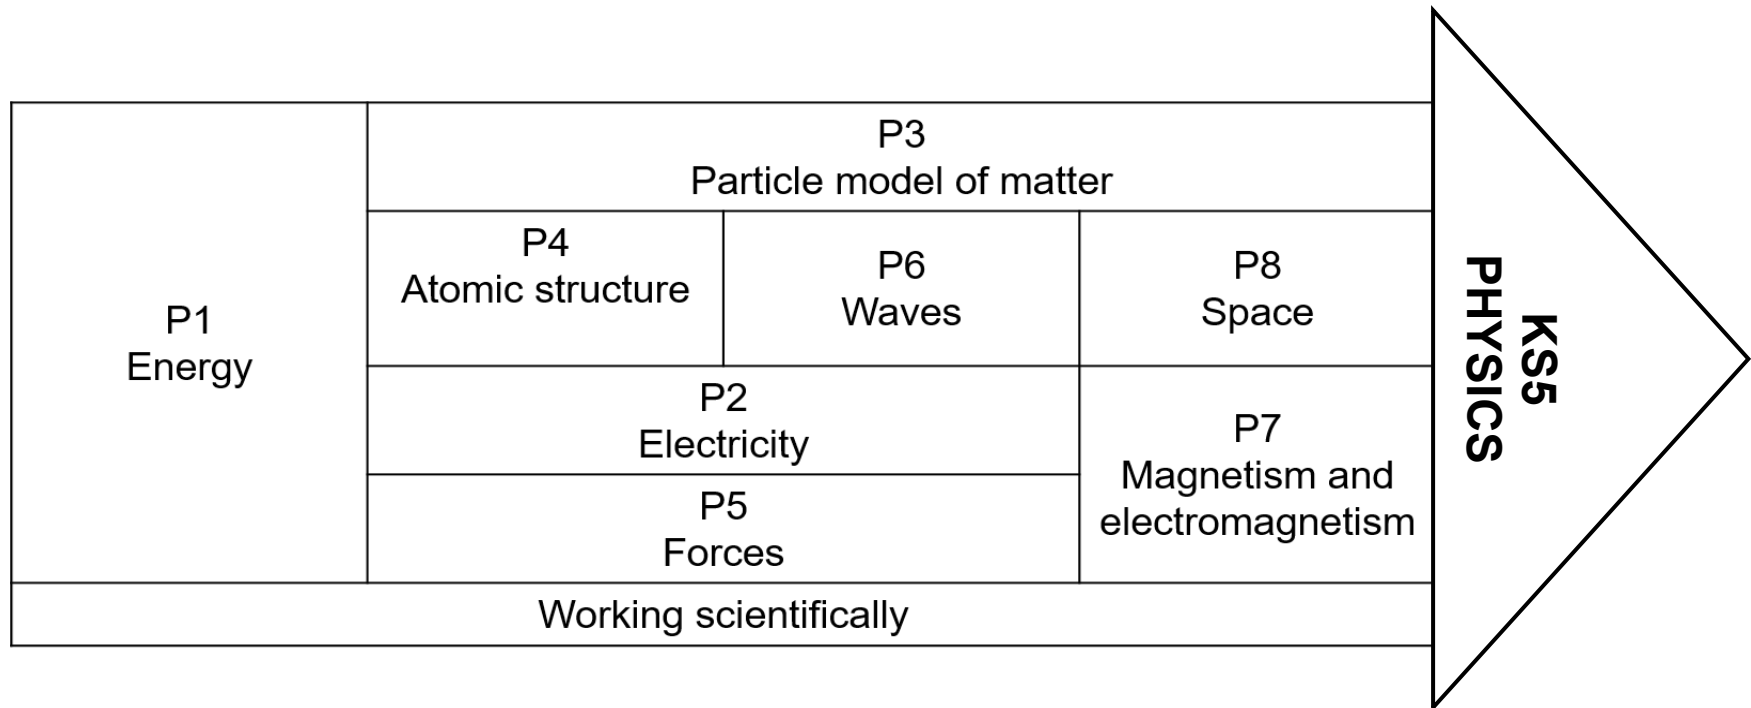 P1
Energy
P3
Particle model of matter
P4
Atomic structure
P6
Waves
P8
Space
P2
Electricity
P5
Forces
P7
Magnetism and
electromagnetism
Working scientifically
KS5
PHYSICS